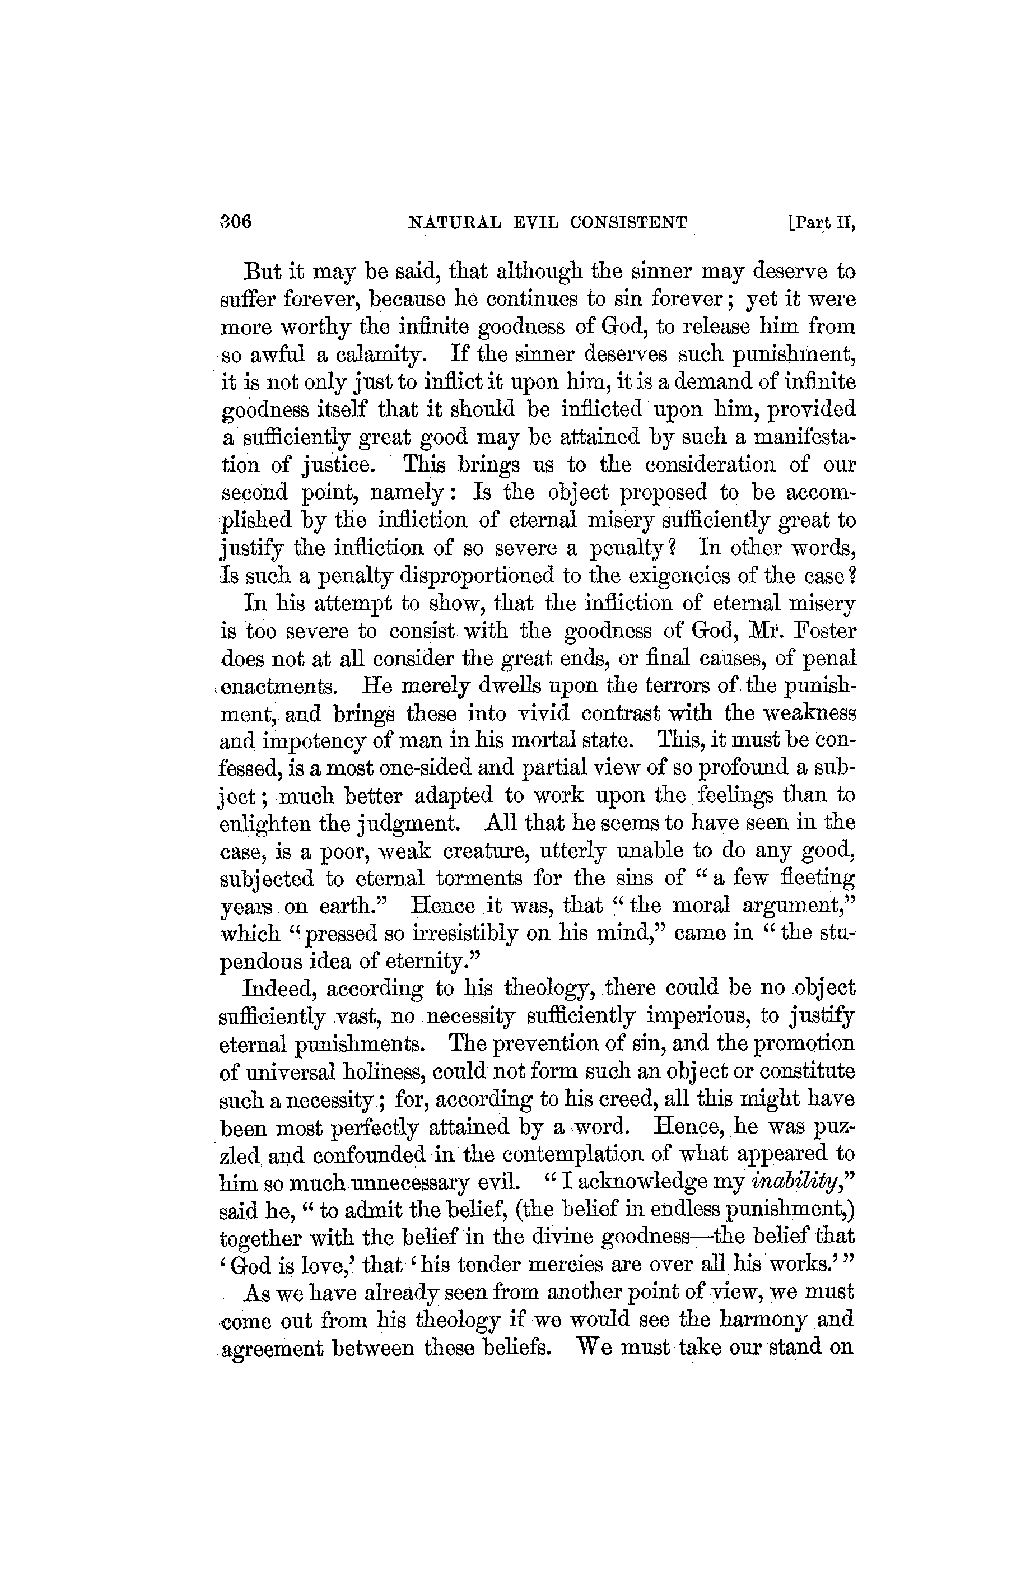 306 NATURAL EVIL CONSISTENT [Part II,
But it may be said, that although the sinner may deserve to
suffer forever, because he continues to sin forever; yet it were
more worthy the infinite goodness of God, to release him from
so awful a calamity. If the sinner deserves such punishment,
it is not only just to inflict it upon him, it is a demand of infinite
goodness itself that it should be inflicted upon him, provided
a sufficiently great good may be attained by such a manifesta-
tion of justice. This brings us to the consideration of our
second point, namely: Is the object proposed to be accom-
plished by the infliction of eternal misery sufficiently great to
justify the infliction of so severe a penalty? In other words,
Is such a penalty disproportioned to the exigencies of the case?
In his attempt to show, that the infliction of eternal misery
is too severe to consist with the goodness of God, Mr. Foster
does not at all consider the great ends, or final causes, of penal
enactments. He merely dwells upon the terrors of the punish-
ment, and brings these into vivid contrast with the weakness
and impotency of man in his mortal state. This, it must be con-
fessed, is a most one-sided and partial view of so profound a sub-
ject; much better adapted to work upon the feelings than to
enlighten the judgment. All that he seems to have seen in the
case, is a poor, weak creature, utterly unable to do any good,
subjected to eternal torments for the sins of “a few fleeting
years on earth.” Hence it was, that “the moral argument,”
which “pressed so irresistibly on his mind,” came in “the stu-
pendous idea of eternity.”
Indeed, according to his theology, there could be no object
sufficiently vast, no necessity sufficiently imperious, to justify
eternal punishments. The prevention of sin, and the promotion
of universal holiness, could not form such an object or constitute
such a necessity; for, according to his creed, all this might have
been most perfectly attained by a word. Hence, he was puz-
zled and confounded in the contemplation of what appeared to
him so much unnecessary evil. “I acknowledge my inability,”
said he, “to admit the belief, (the belief in endless punishment,)
together with the belief in the divine goodness—the belief that
‘God is love,’ that ‘his tender mercies are over all his works.’”
As we have already seen from another point of view, we must
come out from his theology if we would see the harmony and
agreement between these beliefs. We must take our stand on